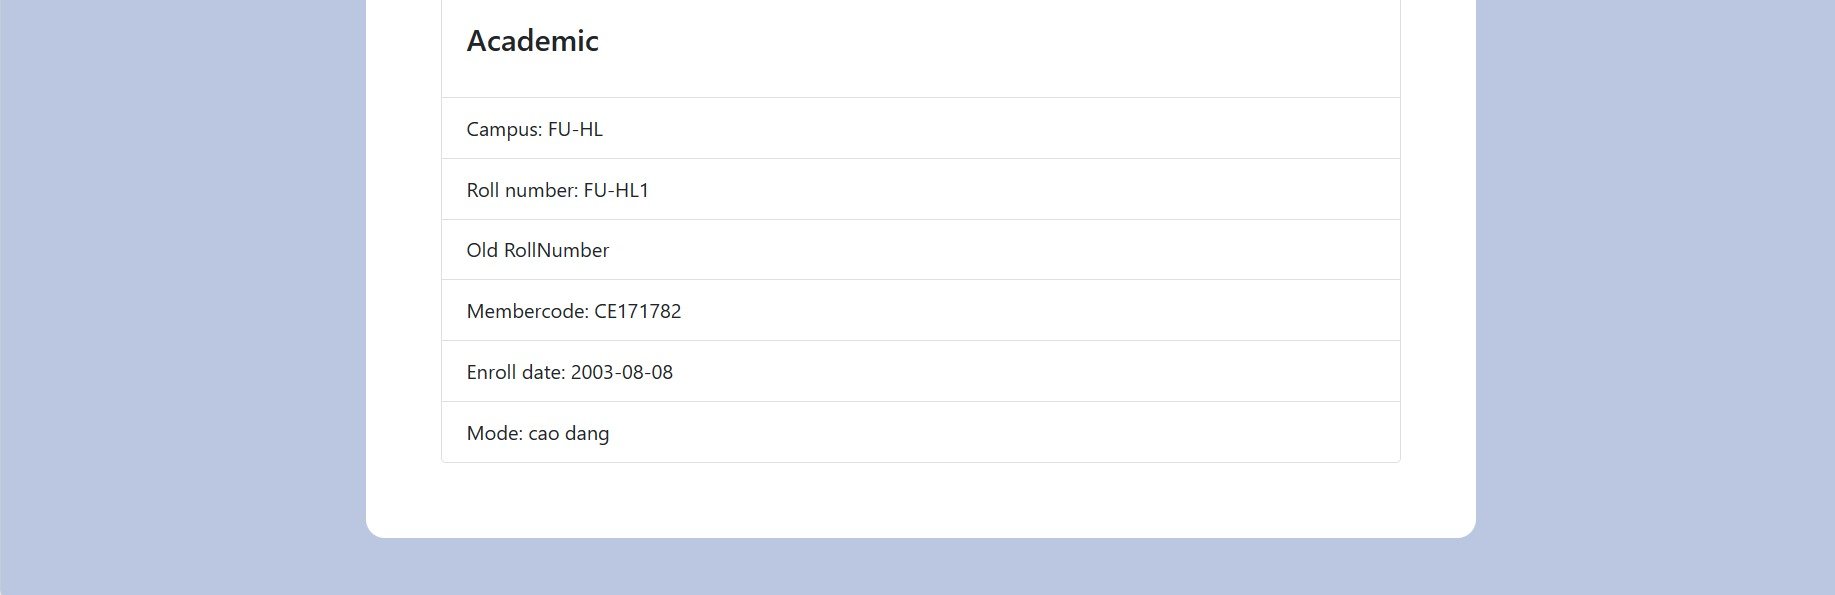 Academic
Campus: FU-HL
Roll number: FU-HL1
Old RollNumber
Membercode: CE171782
Enroll date: 2003-08-08
Mode: cao dang